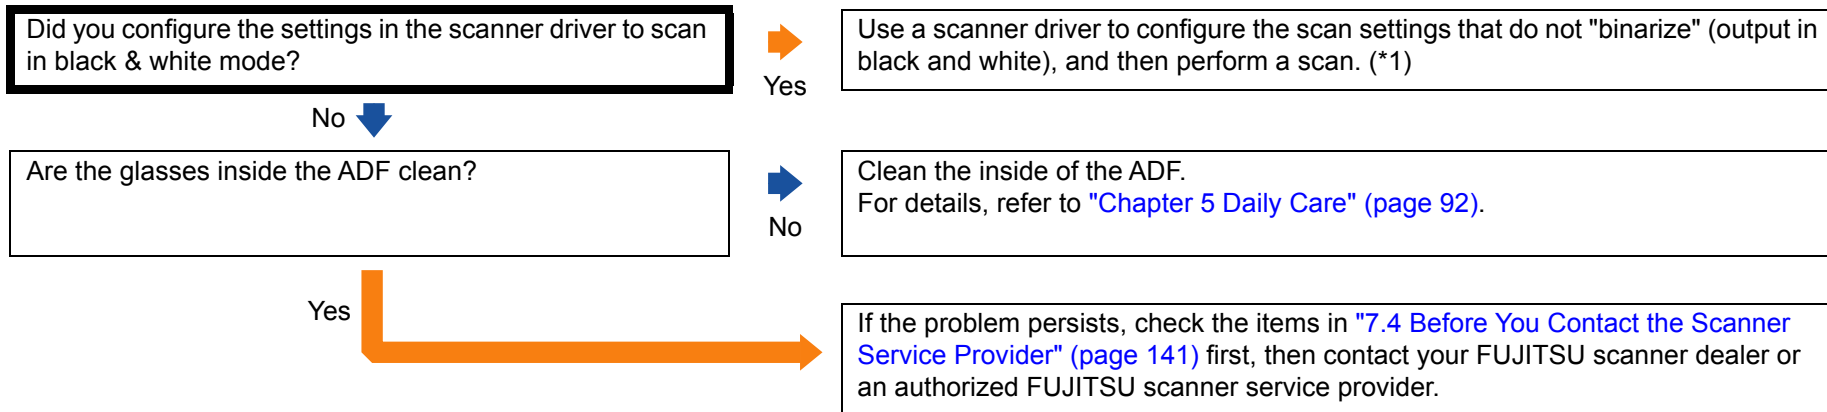 Did you configure the settings in the scanner driver to scan
in black & white mode?
Yes
Use a scanner driver to configure the scan settings that do not "binarize" (output in
black and white), and then perform a scan. (*1)
No
Are the glasses inside the ADF clean?
No
Clean the inside of the ADF.
For details, refer to "Chapter 5 Daily Care" (page 92).
Yes
If the problem persists, check the items in "7.4 Before You Contact the Scanner
Service Provider" (page 141) first, then contact your FUJITSU scanner dealer or
an authorized FUJITSU scanner service provider.